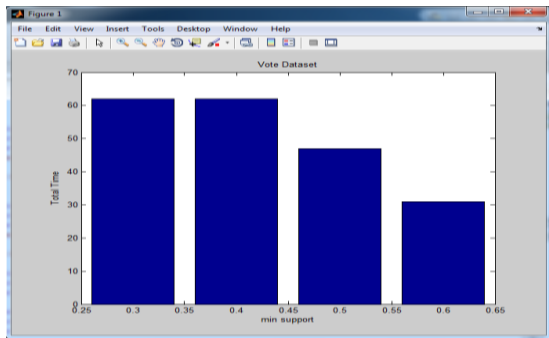 Figure 1
File Edit View Insert Tools Desktop Window Help
Vote Dataset
70
60
50
40
30
20
10
0
Total Time
0.25 0.3 0.35 0.4 0.45 0.5 0.55 0.6 0.65
min support